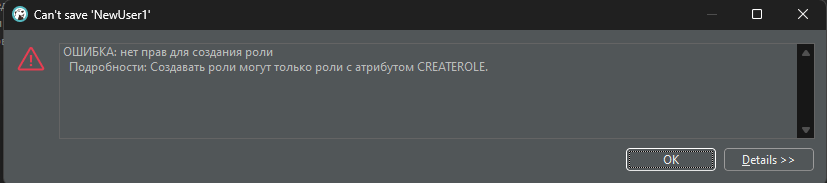 Can't save 'NewUser1'
ОШИБКА: нет прав для создания роли
Подробности: Создавать роли могут только роли с атрибутом CREATEROLE.
OK
Details >>